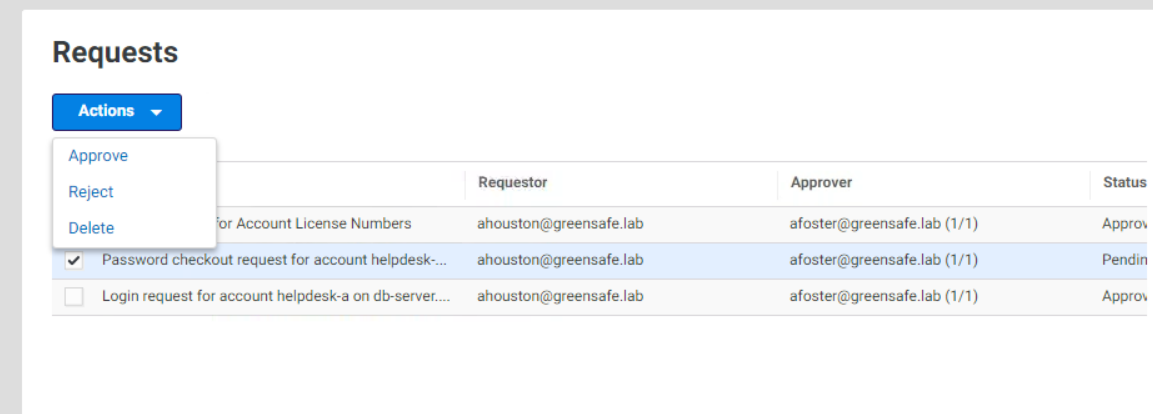 Requests
Actions
Approve
Reject
Delete
Requestor Approver Status
for Account License Numbers ahouston@greensafe.lab afoster@greensafe.lab (1/1) Approv
Password checkout request for account helpdesk-... ahouston@greensafe.lab afoster@greensafe.lab (1/1) Pendin
Login request for account helpdesk-a on db-server.... ahouston@greensafe.lab afoster@greensafe.lab (1/1) Approv